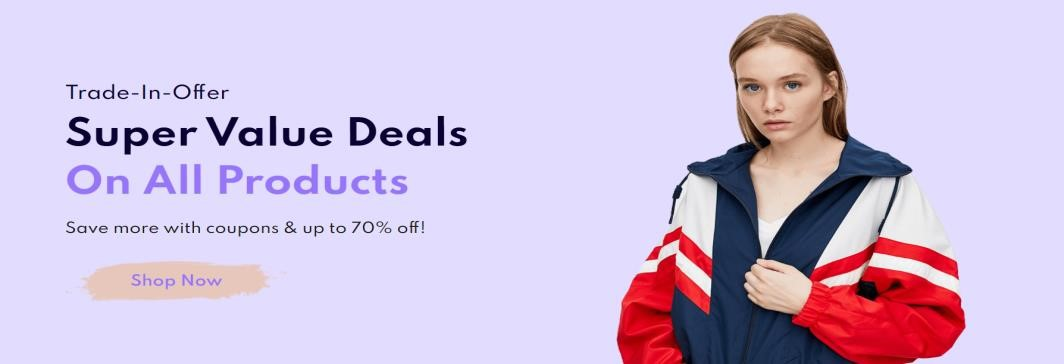 Trade-In-Offer
Super Value Deals
On All Products
Save more with coupons & up to 70% off!
Shop Now